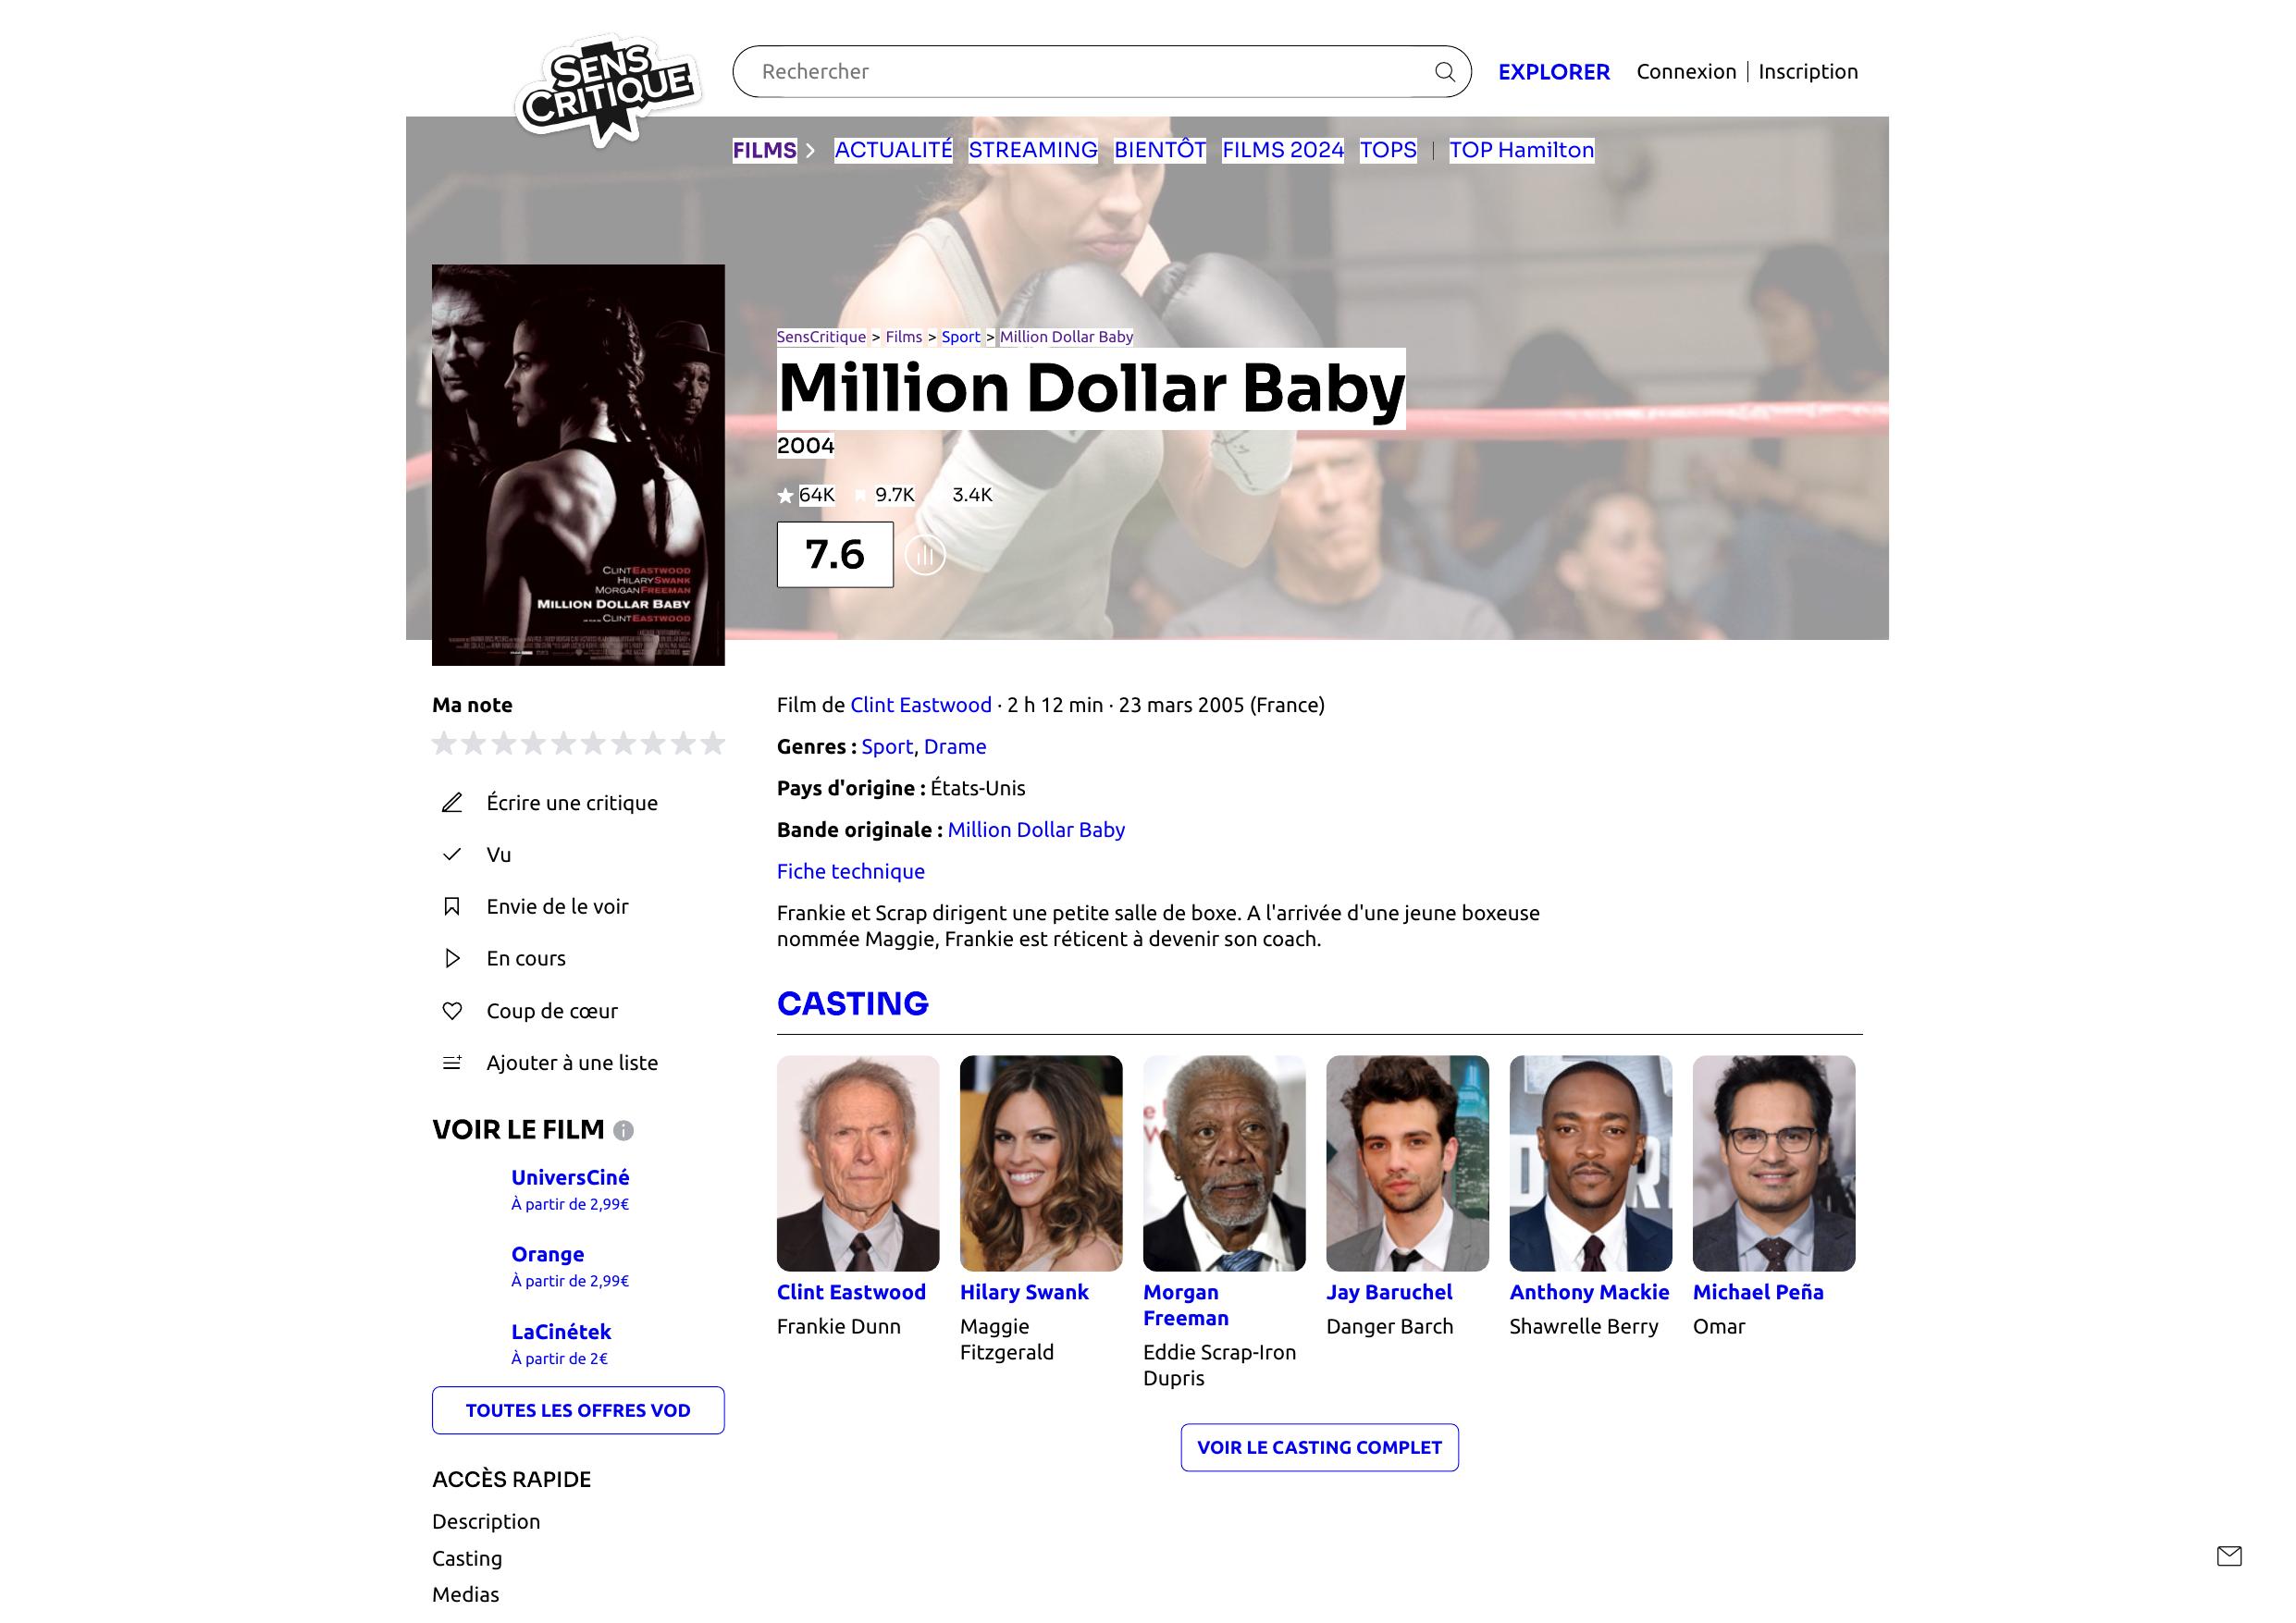 SENS
CRITIQUE
Rechercher
EXPLORER
Connexion | Inscription
FILMS
ACTUALITÉ
STREAMING
BIENTÔT
FILMS 2024
TOPS
TOP Hamilton
SensCritique > Films > Sport > Million Dollar Baby
Million Dollar Baby
2004
64K 9.7K 3.4K
7.6
CLINT EASTWOOD
HILARY SWANK
MORGAN FREEMAN
MILLION DOLLAR BABY
CLINT EASTWOOD
Ma note
Écrire une critique
Vu
Envie de le voir
En cours
Coup de cœur
Ajouter à une liste
VOIR LE FILM
UniversCiné
À partir de 2,99€
Orange
À partir de 2,99€
LaCinétek
À partir de 2€
TOUTES LES OFFRES VOD
ACCÈS RAPIDE
Description
Casting
Medias
Film de Clint Eastwood · 2 h 12 min · 23 mars 2005 (France)
Genres : Sport, Drame
Pays d'origine : États-Unis
Bande originale : Million Dollar Baby
Fiche technique
Frankie et Scrap dirigent une petite salle de boxe. A l'arrivée d'une jeune boxeuse
nommée Maggie, Frankie est réticent à devenir son coach.
CASTING
Clint Eastwood
Frankie Dunn
Hilary Swank
Maggie
Fitzgerald
Morgan
Freeman
Eddie Scrap-Iron
Dupris
Jay Baruchel
Danger Barch
Anthony Mackie
Shawrelle Berry
Michael Peña
Omar
VOIR LE CASTING COMPLET